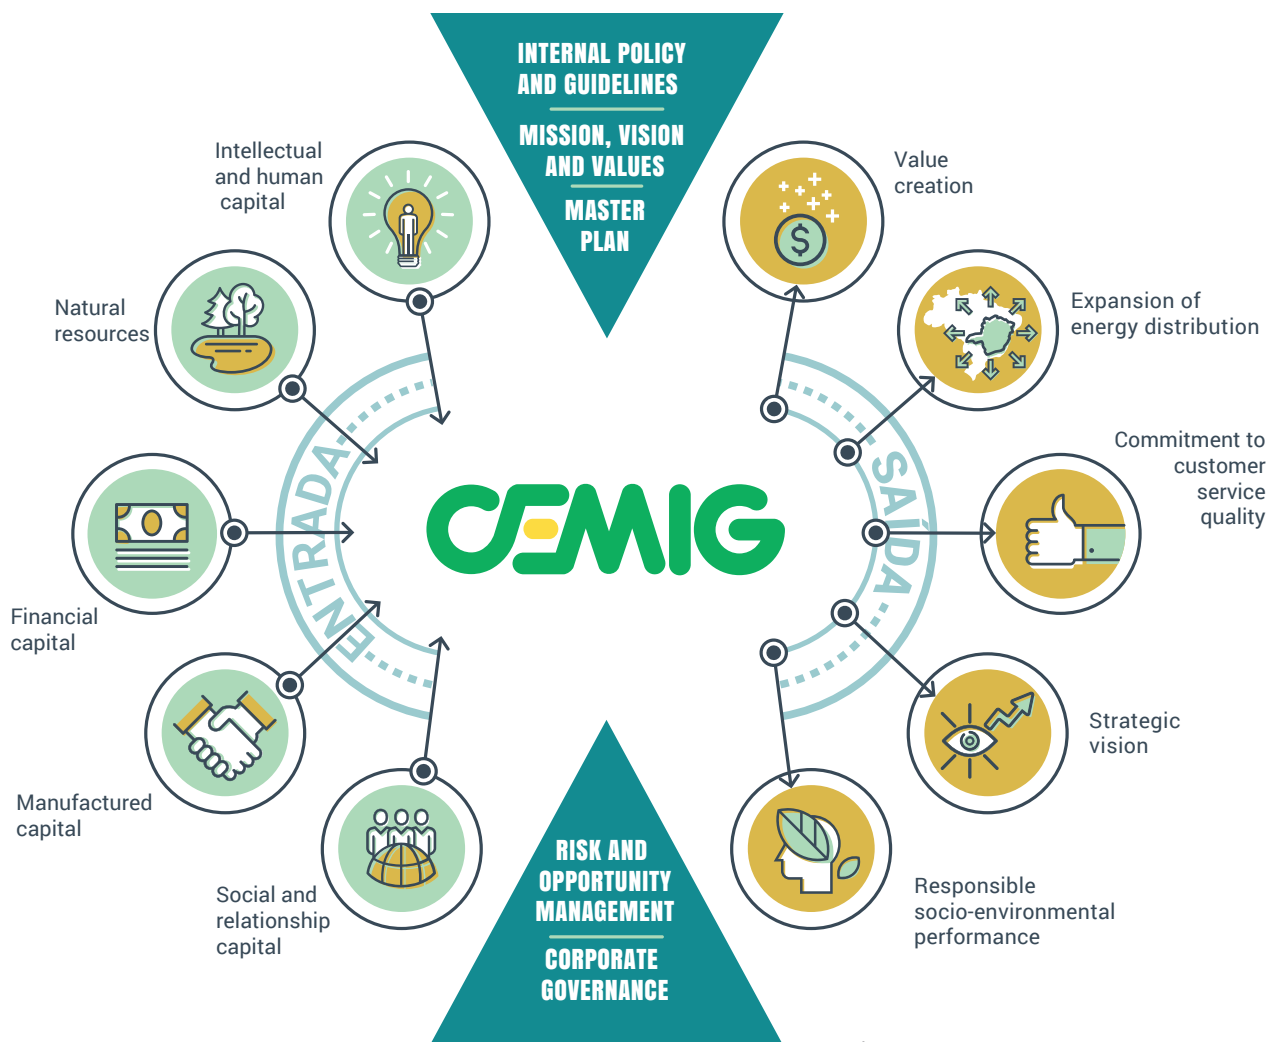 INTERNAL POLICY
AND GUIDELINES
MISSION, VISION
AND VALUES
MASTER
PLAN
Intellectual
and human
capital
Natural
resources
Financial
capital
Manufactured
capital
Social and
relationship
capital
ENTRADA
CEMIG
SAÍDA
$
Value
creation
Expansion of
energy distribution
Commitment to
customer
service
quality
Strategic
vision
Responsible
socio-environmental
performance
RISK AND
OPPORTUNITY
MANAGEMENT
CORPORATE
GOVERNANCE